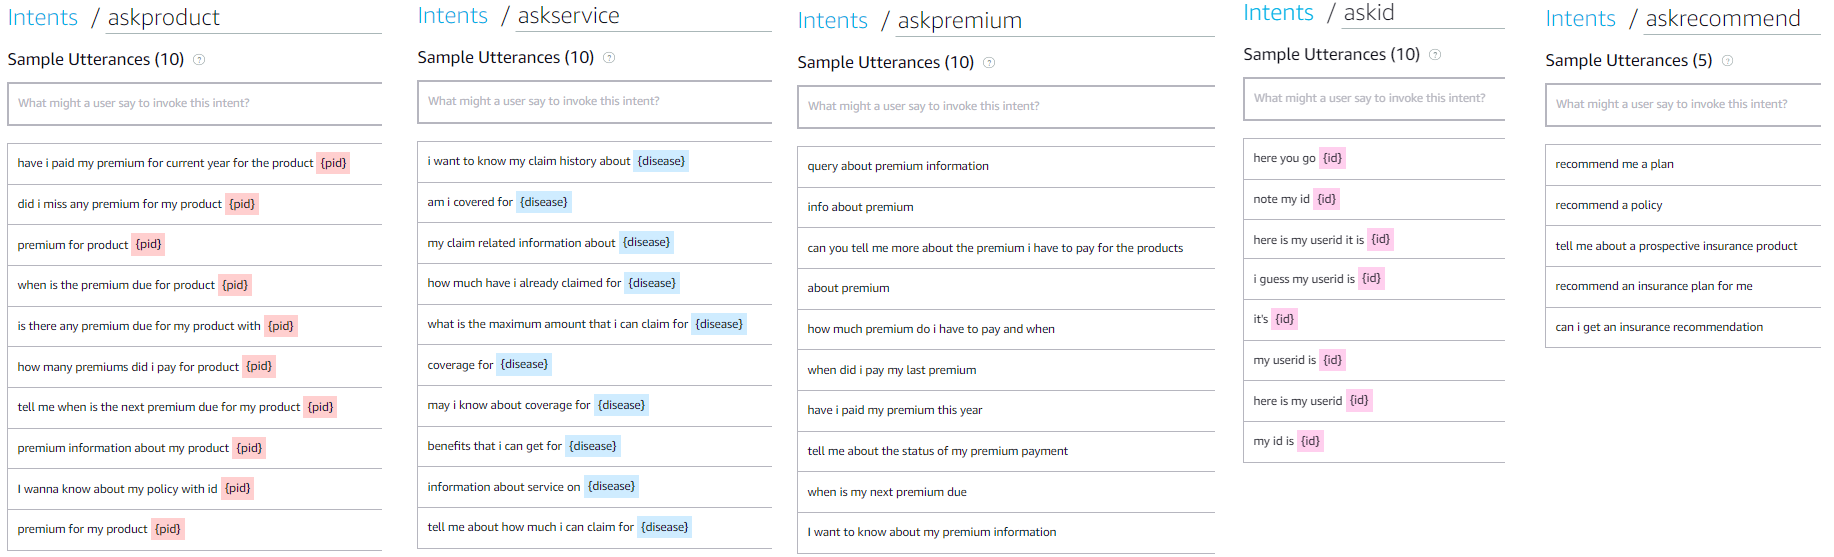 Intents / askproduct
Sample Utterances (10) ?
What might a user say to invoke this intent?
have i paid my premium for current year for the product {pid}
did i miss any premium for my product {pid}
premium for product {pid}
when is the premium due for product {pid}
is there any premium due for my product with {pid}
how many premiums did i pay for product {pid}
tell me when is the next premium due for my product {pid}
premium information about my product {pid}
I wanna know about my policy with id {pid}
premium for my product {pid}
Intents / askservice
Sample Utterances (10) ?
What might a user say to invoke this intent?
i want to know my claim history about {disease}
am i covered for {disease}
my claim related information about {disease}
how much have i already claimed for {disease}
what is the maximum amount that i can claim for {disease}
coverage for {disease}
may i know about coverage for {disease}
benefits that i can get for {disease}
information about service on {disease}
tell me about how much i can claim for {disease}
Intents / askpremium
Sample Utterances (10) ?
What might a user say to invoke this intent?
query about premium information
info about premium
can you tell me more about the premium i have to pay for the products
about premium
how much premium do i have to pay and when
when did i pay my last premium
have i paid my premium this year
tell me about the status of my premium payment
when is my next premium due
I want to know about my premium information
Intents / askid
Sample Utterances (10) ?
What might a user say to invoke this intent?
here you go {id}
note my id {id}
here is my userid it is {id}
i guess my userid is {id}
it's {id}
my userid is {id}
here is my userid {id}
my id is {id}
Intents / askrecommend
Sample Utterances (5) ?
What might a user say to invoke this intent?
recommend me a plan
recommend a policy
tell me about a prospective insurance product
recommend an insurance plan for me
can i get an insurance recommendation